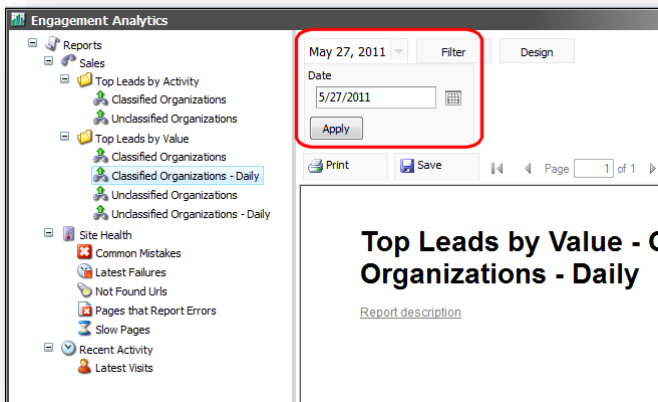 Engagement Analytics
Reports
Sales
Top Leads by Activity
Classified Organizations
Unclassified Organizations
Top Leads by Value
Classified Organizations
Classified Organizations - Daily
Unclassified Organizations
Unclassified Organizations - Daily
Site Health
Common Mistakes
Latest Failures
Not Found Urls
Pages that Report Errors
Slow Pages
Recent Activity
Latest Visits
May 27, 2011 Filter Design
Date
5/27/2011
Apply
Print Save Page 1 of 1
Top Leads by Value -
Organizations - Daily
Report description